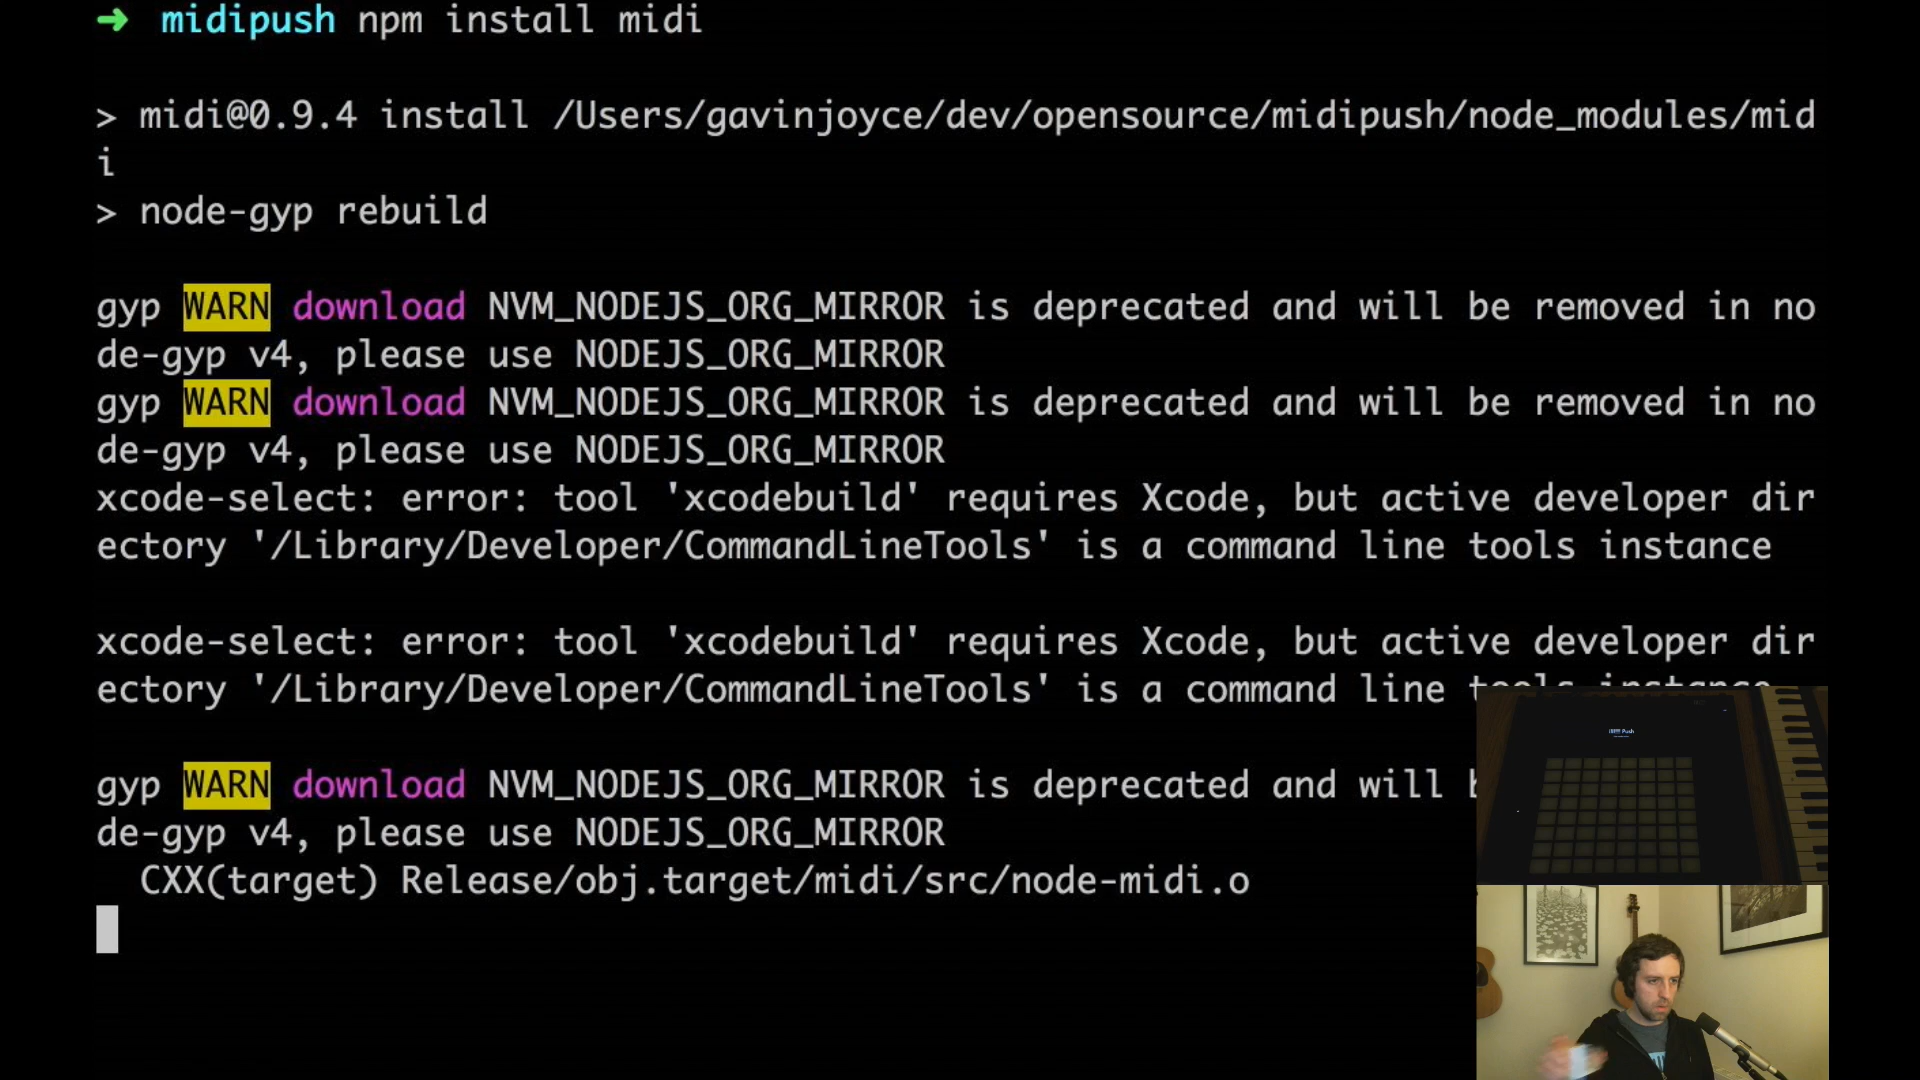 ➜ midipush npm install midi
> midi@0.9.4 install /Users/gavinjoyce/dev/opensource/midipush/node_modules/mid
i
> node-gyp rebuild
gyp WARN download NVM_NODEJS_ORG_MIRROR is deprecated and will be removed in no
de-gyp v4, please use NODEJS_ORG_MIRROR
gyp WARN download NVM_NODEJS_ORG_MIRROR is deprecated and will be removed in no
de-gyp v4, please use NODEJS_ORG_MIRROR
xcode-select: error: tool 'xcodebuild' requires Xcode, but active developer dir
ectory '/Library/Developer/CommandLineTools' is a command line tools instance
xcode-select: error: tool 'xcodebuild' requires Xcode, but active developer dir
ectory '/Library/Developer/CommandLineTools' is a command line tools instance
gyp WARN download NVM_NODEJS_ORG_MIRROR is deprecated and will
de-gyp v4, please use NODEJS_ORG_MIRROR
CXX(target) Release/obj.target/midi/src/node-midi.o
Push